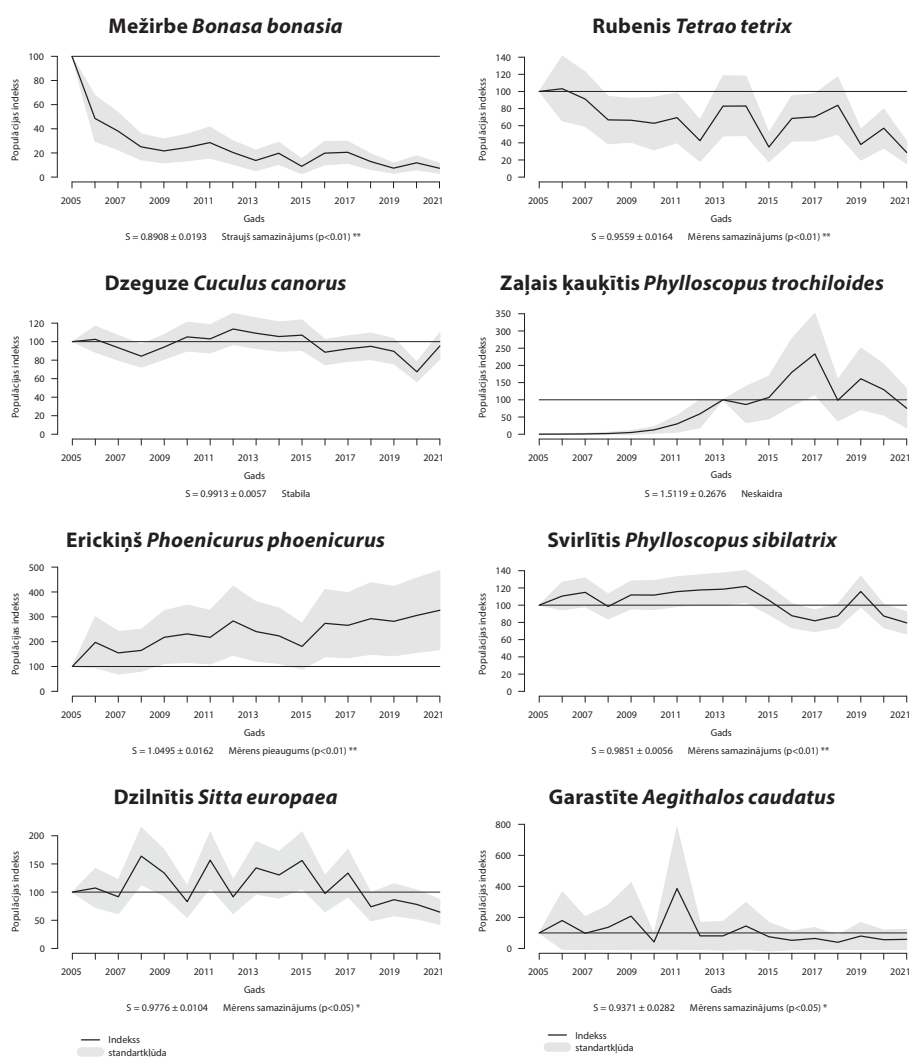 Mežirbe Bonasa bonasia
Populācijas indekss
100
80
60
40
20
0
2005 2007 2009 2011 2013 2015 2017 2019 2021
Gads
S = 0.8908 ± 0.0193 Straujš samazinājums (p<0.01) **
Rubenis Tetrao tetrix
Populācijas indekss
140
120
100
80
60
40
20
0
2005 2007 2009 2011 2013 2015 2017 2019 2021
Gads
S = 0.9559 ± 0.0164 Mērens samazinājums (p<0.01) **
Dzeguze Cuculus canorus
Populācijas indekss
120
100
80
60
40
20
0
2005 2007 2009 2011 2013 2015 2017 2019 2021
Gads
S = 0.9913 ± 0.0057 Stabila
Zaļais ķauķītis Phylloscopus trochiloides
Populācijas indekss
350
300
250
200
150
100
50
0
2005 2007 2009 2011 2013 2015 2017 2019 2021
Gads
S = 1.5119 ± 0.2676 Neskaidra
Erickiņš Phoenicurus phoenicurus
Populācijas indekss
500
400
300
200
100
0
2005 2007 2009 2011 2013 2015 2017 2019 2021
Gads
S = 1.0495 ± 0.0162 Mērens pieaugums (p<0.01) **
Svirlītis Phylloscopus sibilatrix
Populācijas indekss
140
120
100
80
60
40
20
0
2005 2007 2009 2011 2013 2015 2017 2019 2021
Gads
S = 0.9851 ± 0.0056 Mērens samazinājums (p<0.01) **
Dzilnītis Sitta europaea
Populācijas indekss
200
150
100
50
0
2005 2007 2009 2011 2013 2015 2017 2019 2021
Gads
S = 0.9776 ± 0.0104 Mērens samazinājums (p<0.05) *
Garastīte Aegithalos caudatus
Populācijas indekss
800
600
400
200
0
2005 2007 2009 2011 2013 2015 2017 2019 2021
Gads
S = 0.9371 ± 0.0282 Mērens samazinājums (p<0.05) *
Indekss
standartkļūda
Indekss
standartkļūda